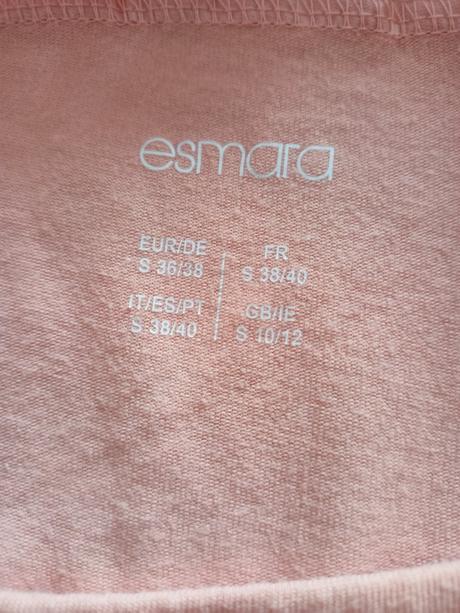 esmara
EUR/DE
S 36/38
FR
S 38/40
IT/ES/PT
S 38/40
GB/IE
S 10/12